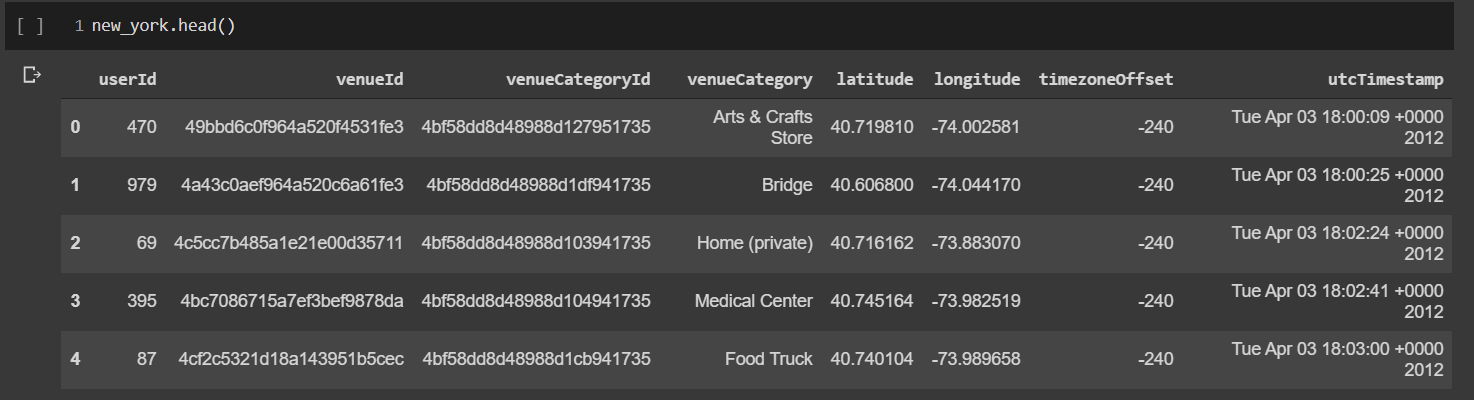 [ ] 1 new_york.head()
userId venueId venueCategoryId venueCategory latitude longitude timezoneOffset utcTimestamp
0 470 49bbd6c0f964a520f4531fe3 4bf58dd8d48988d127951735 Arts & Crafts Store 40.719810 -74.002581 -240 Tue Apr 03 18:00:09 +0000 2012
1 979 4a43c0aef964a520c6a61fe3 4bf58dd8d48988d1df941735 Bridge 40.606800 -74.044170 -240 Tue Apr 03 18:00:25 +0000 2012
2 69 4c5cc7b485a1e21e00d35711 4bf58dd8d48988d103941735 Home (private) 40.716162 -73.883070 -240 Tue Apr 03 18:02:24 +0000 2012
3 395 4bc7086715a7ef3bef9878da 4bf58dd8d48988d104941735 Medical Center 40.745164 -73.982519 -240 Tue Apr 03 18:02:41 +0000 2012
4 87 4cf2c5321d18a143951b5cec 4bf58dd8d48988d1cb941735 Food Truck 40.740104 -73.989658 -240 Tue Apr 03 18:03:00 +0000 2012